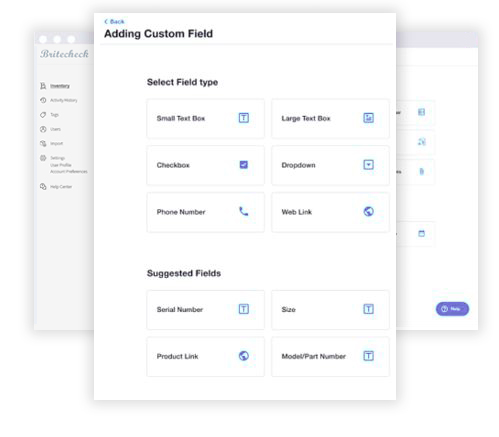 Back
Adding Custom Field
Britecheck
Inventory
Activity History
Tags
Users
Import
Settings
User Profile
Account Preferences
Help Center
Select Field type
Small Text Box
Large Text Box
Checkbox
Dropdown
Phone Number
Web Link
Suggested Fields
Serial Number
Size
Product Link
Model/Part Number
Help